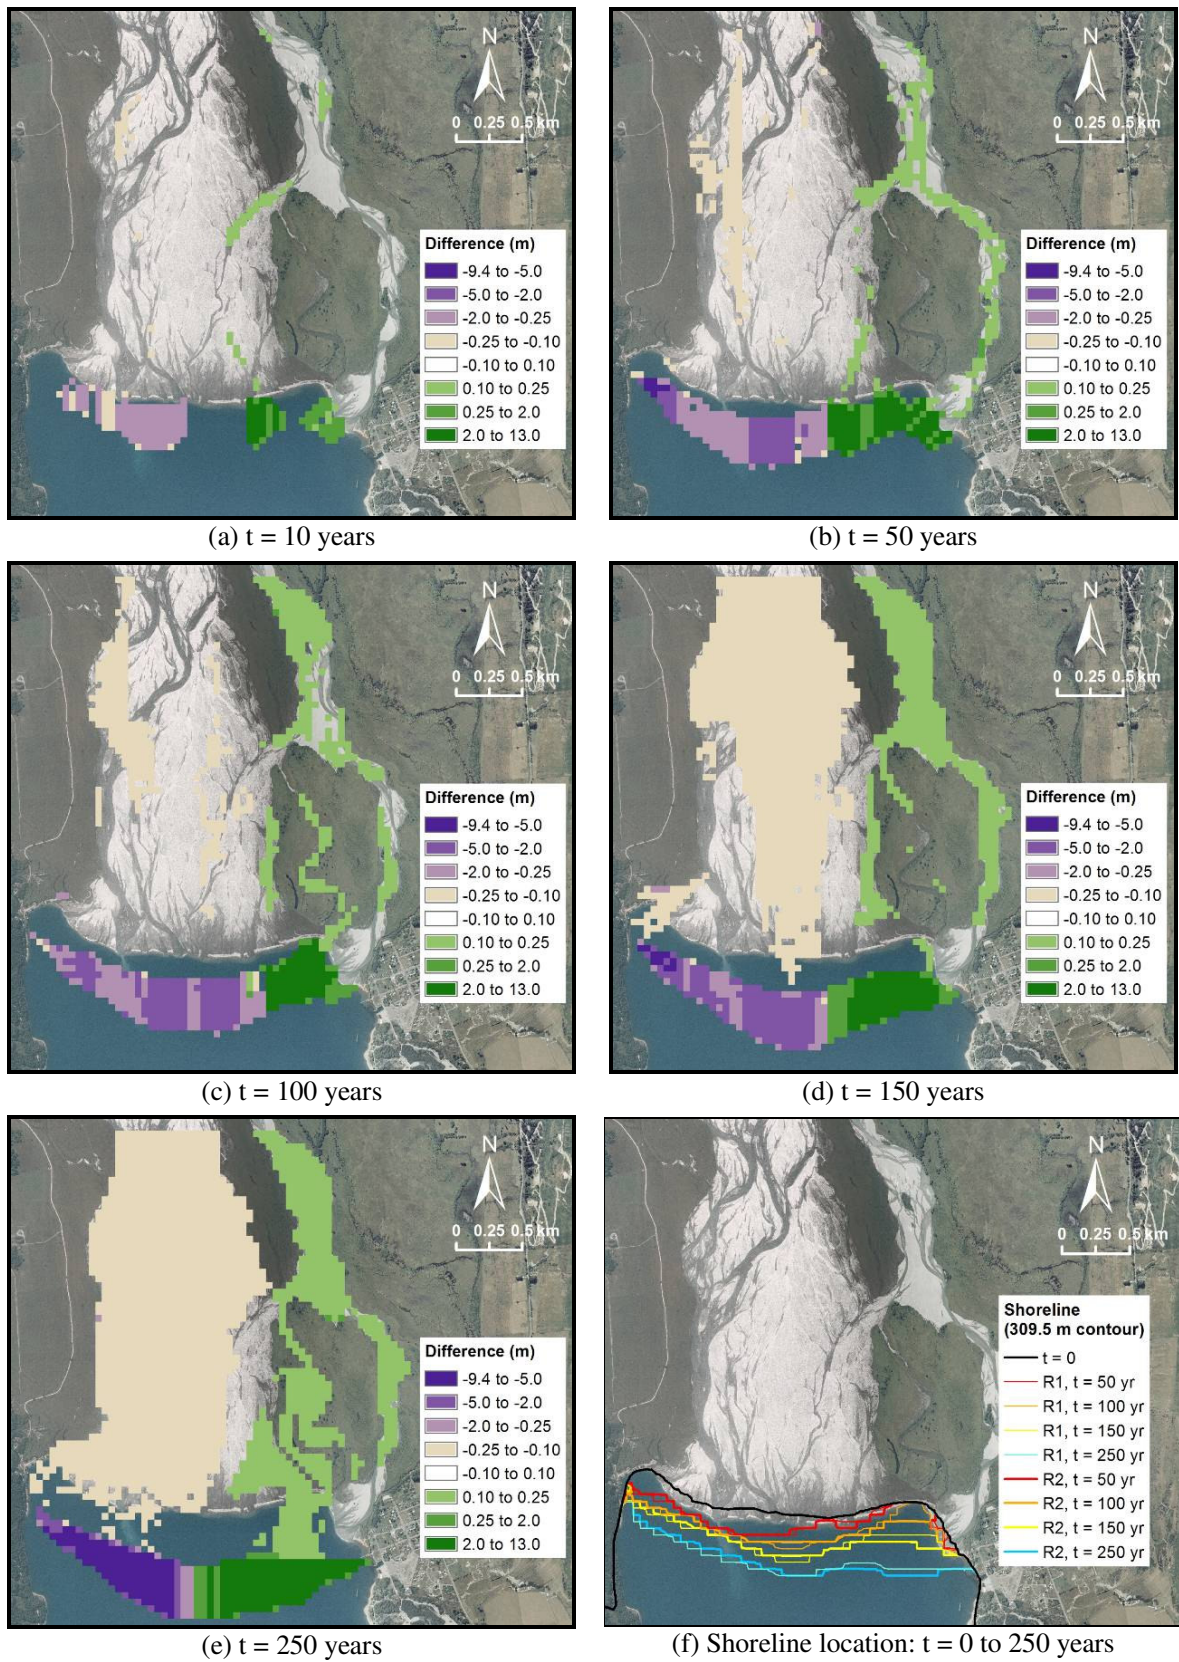 N
0 0.25 0.5 km
Difference (m)
-9.4 to -5.0
-5.0 to -2.0
-2.0 to -0.25
-0.25 to -0.10
-0.10 to 0.10
0.10 to 0.25
0.25 to 2.0
2.0 to 13.0
(a) t = 10 years
N
0 0.25 0.5 km
Difference (m)
-9.4 to -5.0
-5.0 to -2.0
-2.0 to -0.25
-0.25 to -0.10
-0.10 to 0.10
0.10 to 0.25
0.25 to 2.0
2.0 to 13.0
(b) t = 50 years
N
0 0.25 0.5 km
Difference (m)
-9.4 to -5.0
-5.0 to -2.0
-2.0 to -0.25
-0.25 to -0.10
-0.10 to 0.10
0.10 to 0.25
0.25 to 2.0
2.0 to 13.0
(c) t = 100 years
N
0 0.25 0.5 km
Difference (m)
-9.4 to -5.0
-5.0 to -2.0
-2.0 to -0.25
-0.25 to -0.10
-0.10 to 0.10
0.10 to 0.25
0.25 to 2.0
2.0 to 13.0
(d) t = 150 years
N
0 0.25 0.5 km
Difference (m)
-9.4 to -5.0
-5.0 to -2.0
-2.0 to -0.25
-0.25 to -0.10
-0.10 to 0.10
0.10 to 0.25
0.25 to 2.0
2.0 to 13.0
(e) t = 250 years
N
0 0.25 0.5 km
Shoreline
(309.5 m contour)
t = 0
R1, t = 50 yr
R1, t = 100 yr
R1, t = 150 yr
R1, t = 250 yr
R2, t = 50 yr
R2, t = 100 yr
R2, t = 150 yr
R2, t = 250 yr
(f) Shoreline location: t = 0 to 250 years